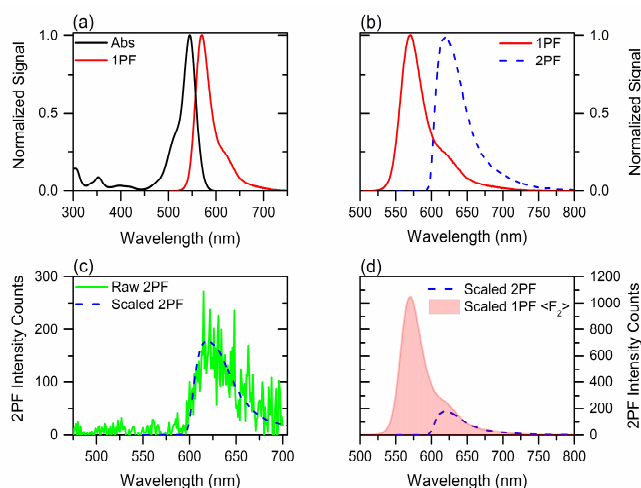 (a)
Abs
1PF
Normalized Signal
1.0
0.5
0.0
300 400 500 600 700
Wavelength (nm)
(b)
1PF
2PF
1.0
0.5
0.0
Normalized Signal
500 550 600 650 700 750 800
Wavelength (nm)
(c)
Raw 2PF
Scaled 2PF
2PF Intensity Counts
300
200
100
0
500 550 600 650 700
Wavelength (nm)
(d)
Scaled 2PF
Scaled 1PF <F2>
1200
1000
800
600
400
200
0
2PF Intensity Counts
500 550 600 650 700 750 800
Wavelength (nm)